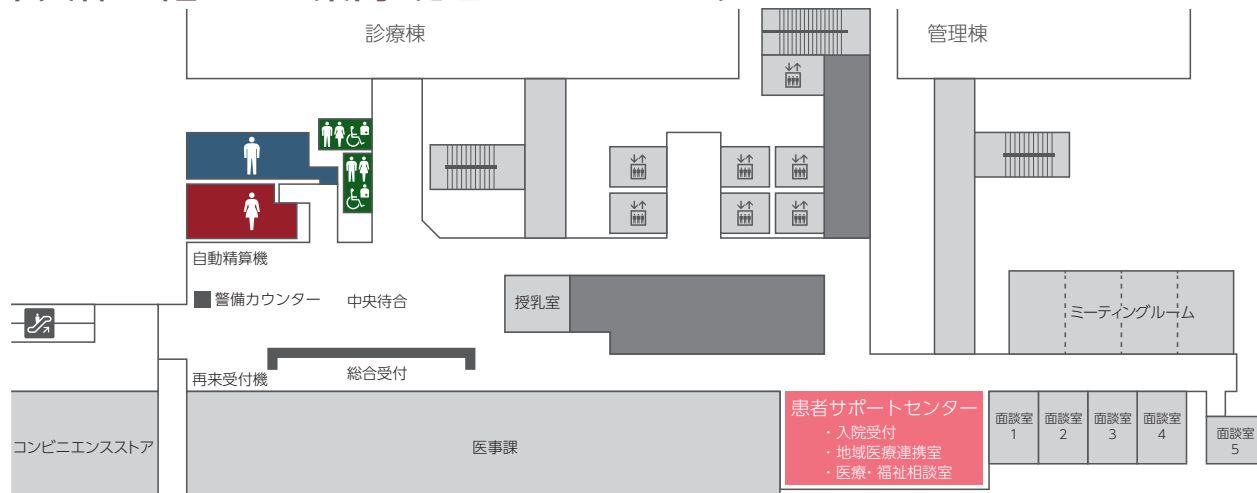 診療棟
管理棟
自動精算機
警備カウンター
中央待合
授乳室
ミーティングルーム
再来受付機
総合受付
コンビニエンスストア
医事課
患者サポートセンター
・入院受付
・地域医療連携室
・医療・福祉相談室
面談室
1
面談室
2
面談室
3
面談室
4
面談室
5